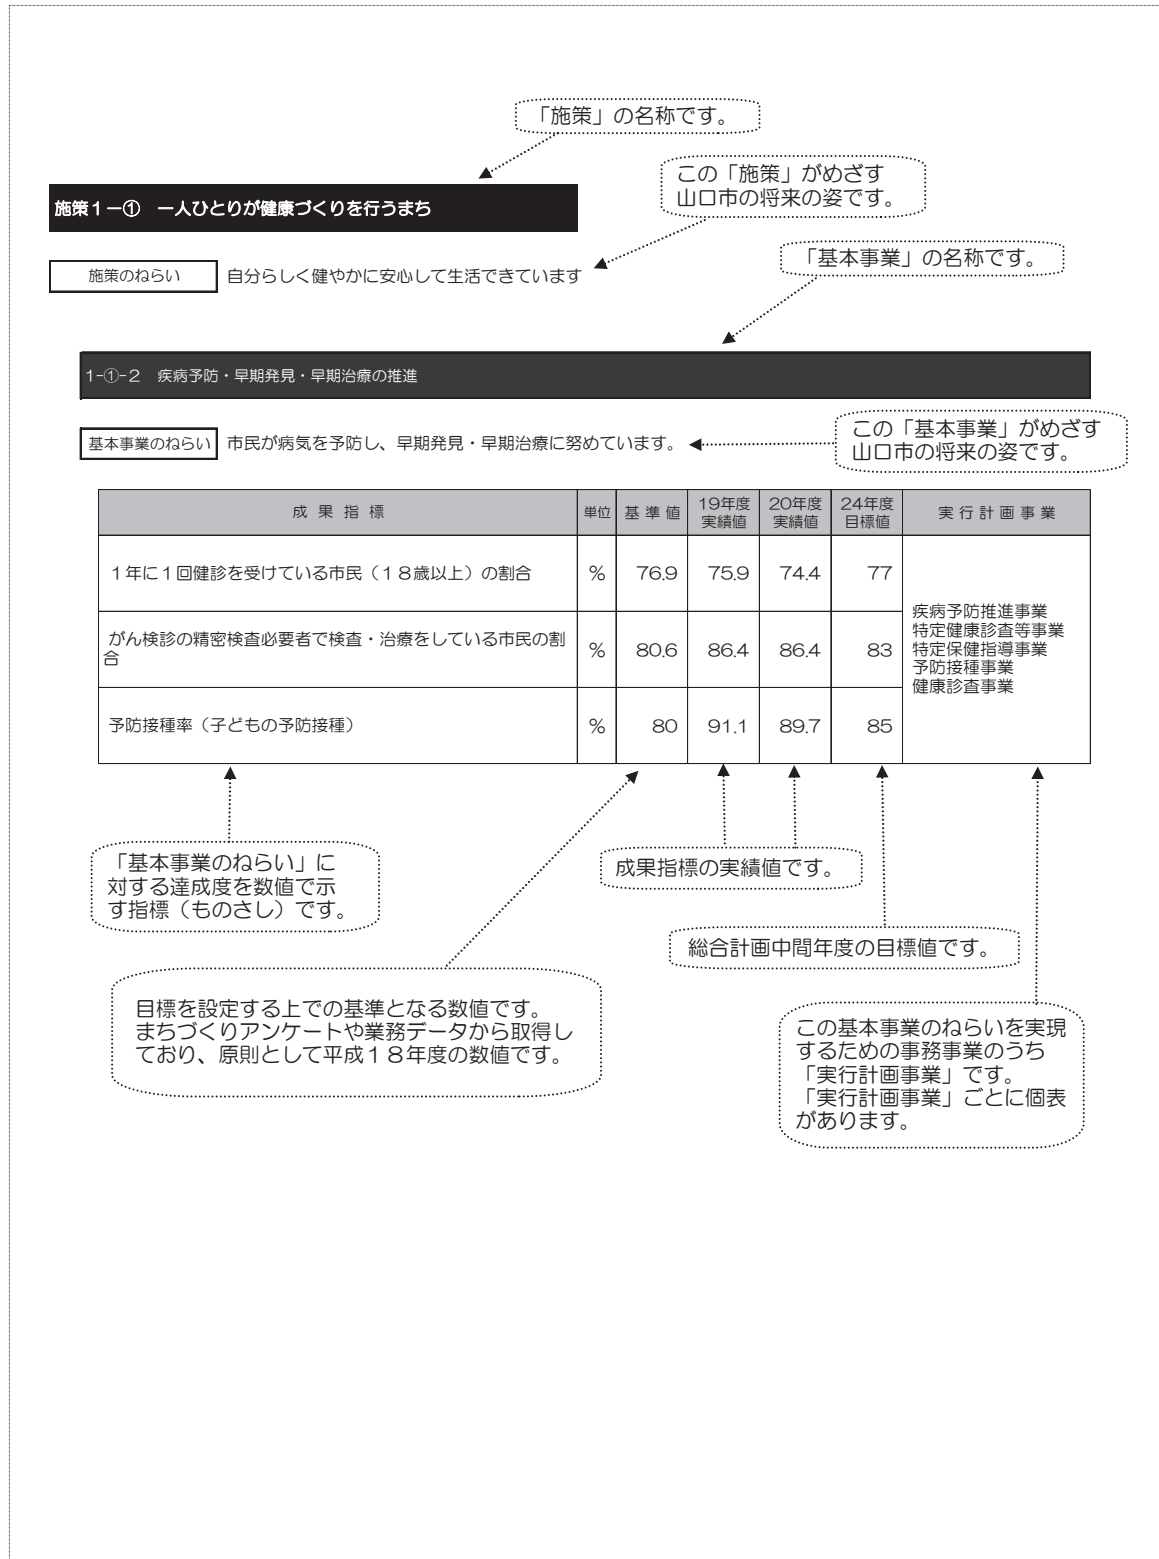 「施策」の名称です。
この「施策」がめざす
山口市の将来の姿です。
施策１－①　一人ひとりが健康づくりを行うまち
施策のねらい　自分らしく健やかに安心して生活できています
「基本事業」の名称です。
1-①-2　疾病予防・早期発見・早期治療の推進
基本事業のねらい　市民が病気を予防し、早期発見・早期治療に努めています。
この「基本事業」がめざす
山口市の将来の姿です。
成果指標　単位　基準値　19年度実績値　20年度実績値　24年度目標値　実行計画事業
１年に１回健診を受けている市民（１８歳以上）の割合　%　76.9　75.9　74.4　77
がん検診の精密検査必要者で検査・治療をしている市民の割
合　%　80.6　86.4　86.4　83
予防接種率（子どもの予防接種）　%　80　91.1　89.7　85
疾病予防推進事業
特定健康診査等事業
特定保健指導事業
予防接種事業
健康診査事業
「基本事業のねらい」に
対する達成度を数値で示
す指標（ものさし）です。
成果指標の実績値です。
総合計画中間年度の目標値です。
目標を設定する上での基準となる数値です。
まちづくりアンケートや業務データから取得し
ており、原則として平成１８年度の数値です。
この基本事業のねらいを実現
するための事務事業のうち
「実行計画事業」です。
「実行計画事業」ごとに個表
があります。